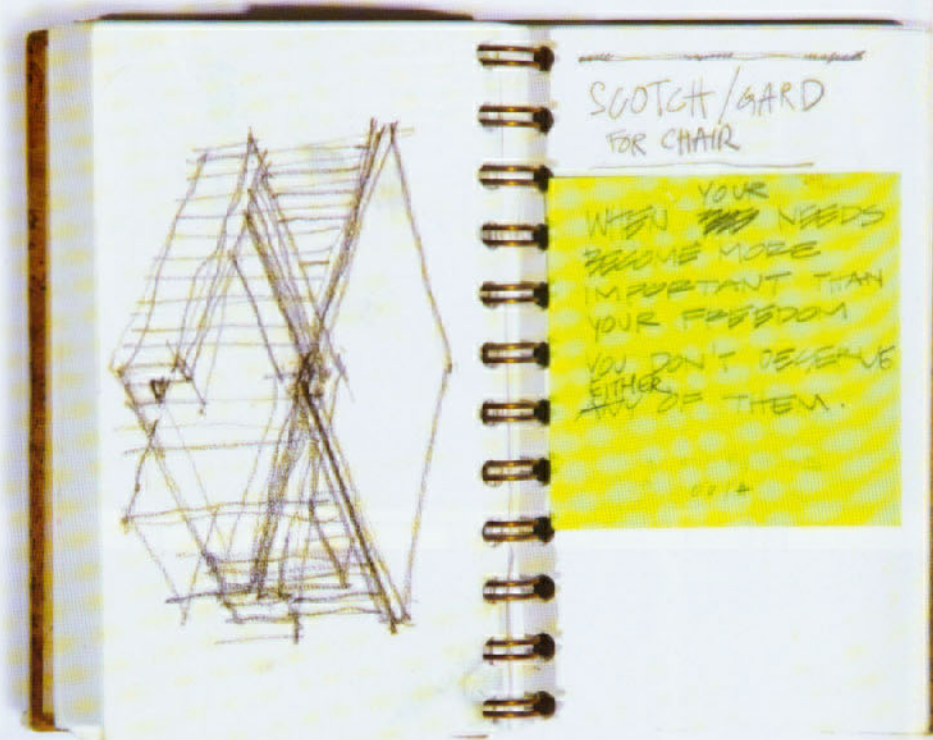 SCOTCH/GARD
FOR CHAIR
YOUR
WHEN NEEDS
BECOME MORE
IMPORTANT THAN
YOUR FREEDOM
YOU DON'T DESERVE
EITHER
OF THEM.